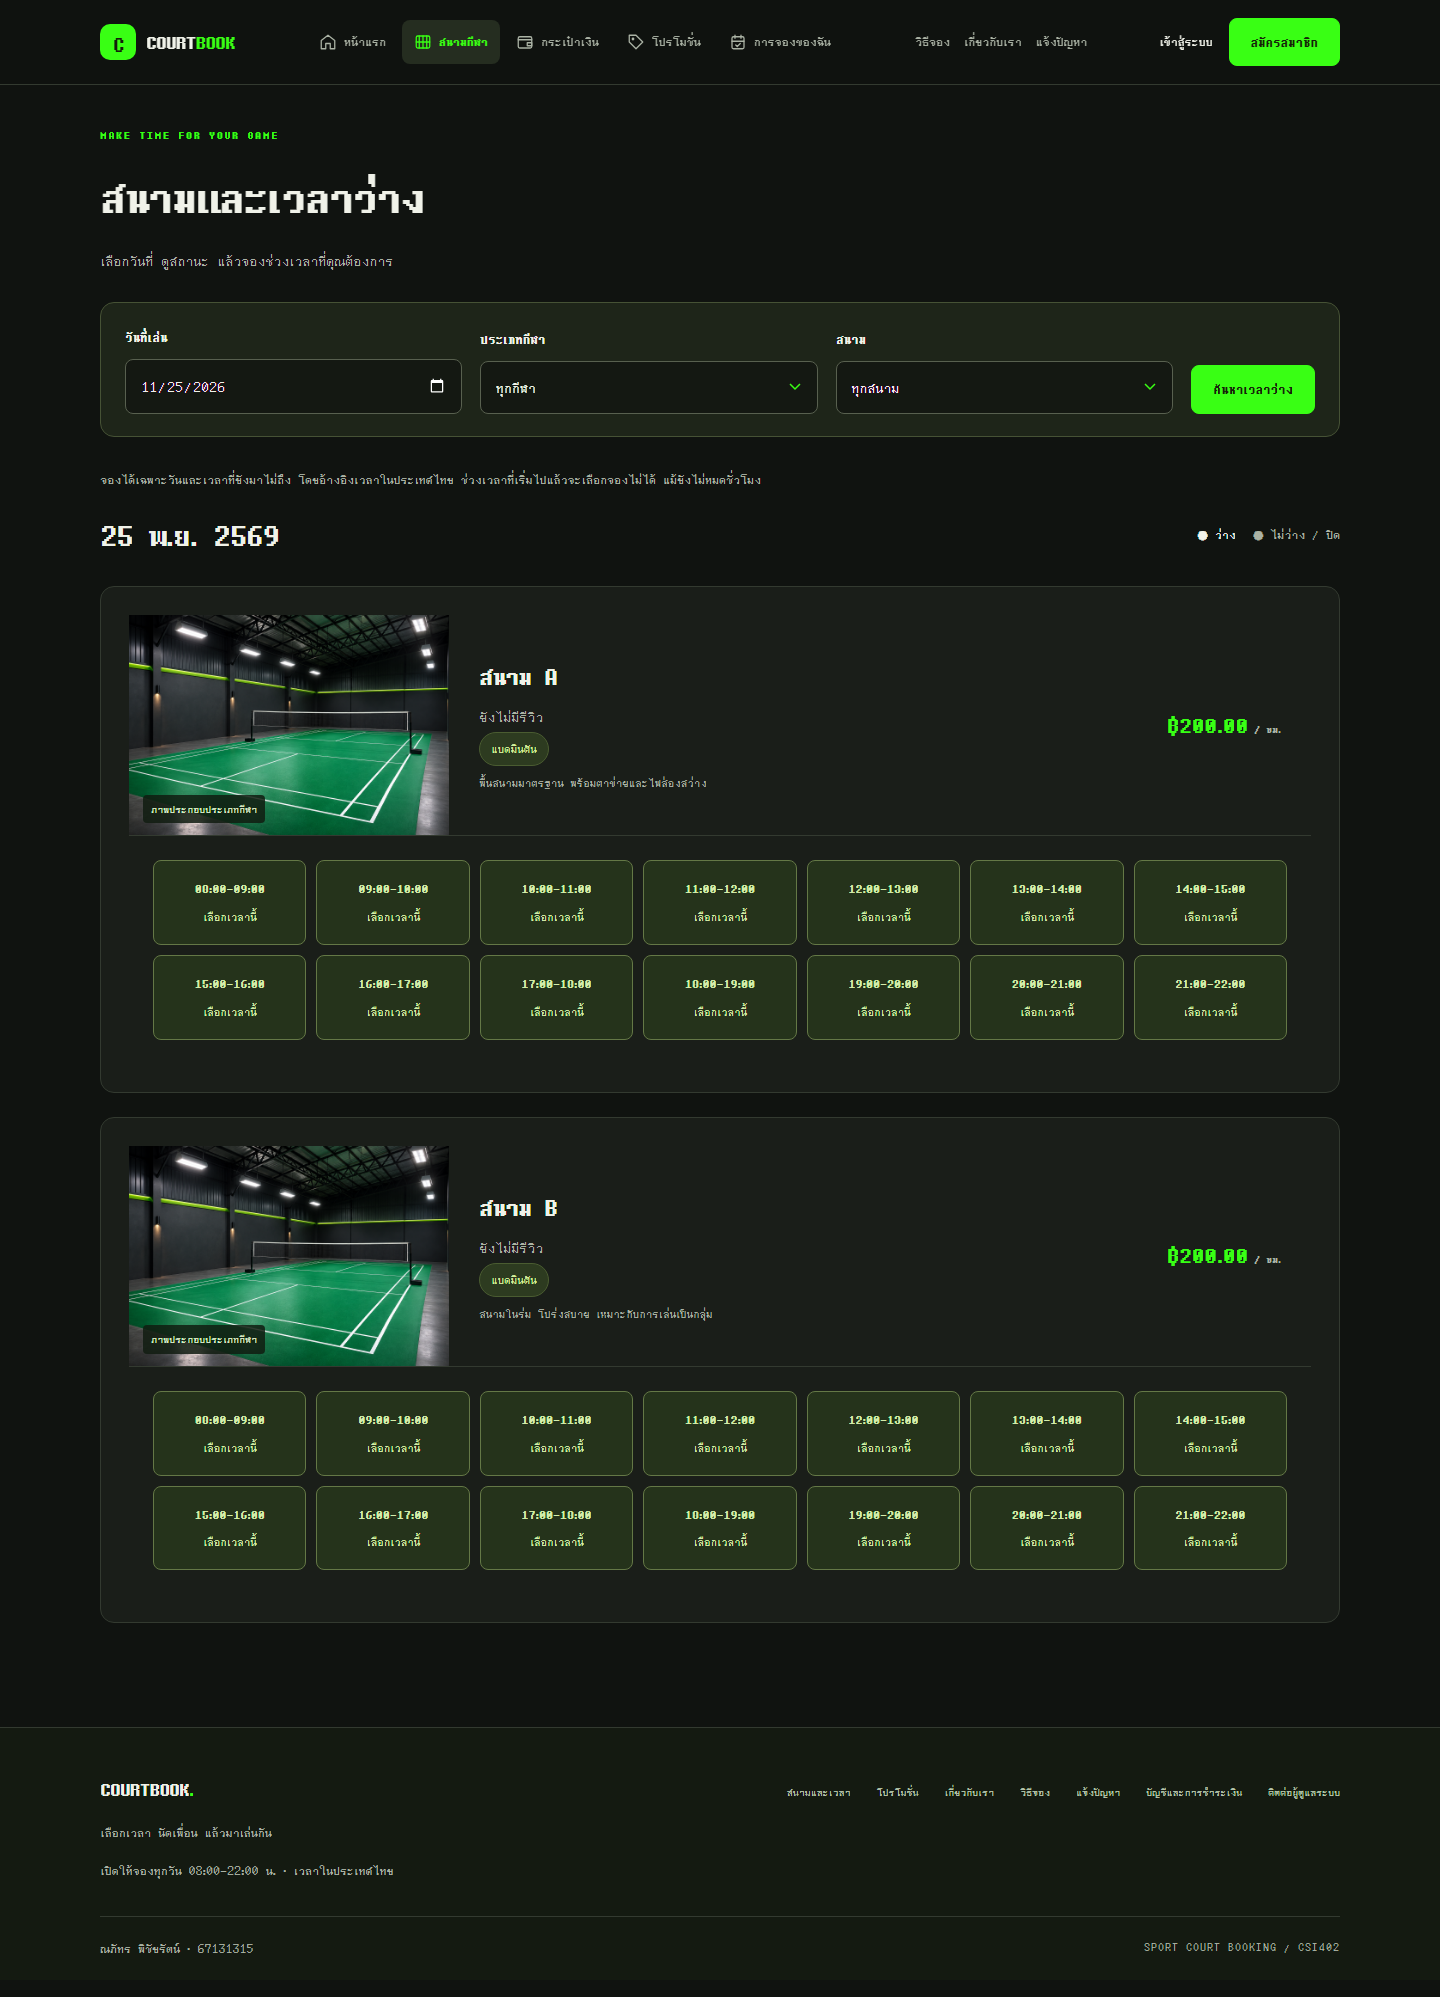 C COURTBOOK
หน้าแรก
สนามกีฬา
กระเป๋าเงิน
โปรโมชั่น
การจองของฉัน
วิธีจอง
เกี่ยวกับเรา
แจ้งปัญหา
เข้าสู่ระบบ
สมัครสมาชิก
MAKE TIME FOR YOUR GAME
สนามและเวลาว่าง
เลือกวันที่ ดูสถานะ แล้วจองช่วงเวลาที่คุณต้องการ
วันที่เล่น
ประเภทกีฬา
สนาม
11/25/2026
ทุกกีฬา
ทุกสนาม
ค้นหาเวลาว่าง
จองได้เฉพาะวันและเวลาที่ยังมาไม่ถึง โดยอ้างอิงเวลาในประเทศไทย ช่วงเวลาที่เริ่มไปแล้วจะเลือกจองไม่ได้ แม้ยังไม่หมดชั่วโมง
25 พ.ย. 2569
ว่าง
ไม่ว่าง / ปิด
ภาพประกอบประเภทกีฬา
สนาม A
ยังไม่มีรีวิว
แบดมินตัน
พื้นสนามมาตรฐาน พร้อมตาข่ายและไฟส่องสว่าง
฿200.00 / ชม.
08:00–09:00 09:00–10:00 10:00–11:00 11:00–12:00 12:00–13:00 13:00–14:00 14:00–15:00
เลือกเวลานี้ เลือกเวลานี้ เลือกเวลานี้ เลือกเวลานี้ เลือกเวลานี้ เลือกเวลานี้ เลือกเวลานี้
15:00–16:00 16:00–17:00 17:00–18:00 18:00–19:00 19:00–20:00 20:00–21:00 21:00–22:00
เลือกเวลานี้ เลือกเวลานี้ เลือกเวลานี้ เลือกเวลานี้ เลือกเวลานี้ เลือกเวลานี้ เลือกเวลานี้
ภาพประกอบประเภทกีฬา
สนาม B
ยังไม่มีรีวิว
แบดมินตัน
สนามในร่ม โปร่งสบาย เหมาะกับการเล่นเป็นกลุ่ม
฿200.00 / ชม.
08:00–09:00 09:00–10:00 10:00–11:00 11:00–12:00 12:00–13:00 13:00–14:00 14:00–15:00
เลือกเวลานี้ เลือกเวลานี้ เลือกเวลานี้ เลือกเวลานี้ เลือกเวลานี้ เลือกเวลานี้ เลือกเวลานี้
15:00–16:00 16:00–17:00 17:00–18:00 18:00–19:00 19:00–20:00 20:00–21:00 21:00–22:00
เลือกเวลานี้ เลือกเวลานี้ เลือกเวลานี้ เลือกเวลานี้ เลือกเวลานี้ เลือกเวลานี้ เลือกเวลานี้
COURTBOOK.
เลือกเวลา นัดเพื่อน แล้วมาเล่นกัน
เปิดให้จองทุกวัน 08:00–22:00 น. · เวลาในประเทศไทย
สนามและเวลา
โปรโมชั่น
เกี่ยวกับเรา
วิธีจอง
แจ้งปัญหา
บัญชีและการชำระเงิน
ติดต่อผู้ดูแลระบบ
ณภัทร พิชัยรัตน์ · 67131315
SPORT COURT BOOKING / CSI402